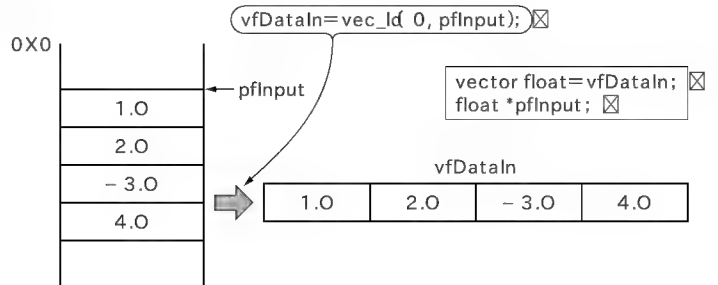 vfDataIn=vec_ld( 0, pfInput);
0X0
pfInput
vector float=vfDataIn;
float *pfInput;
1.0
2.0
－3.0
4.0
vfDataIn
1.0 2.0 －3.0 4.0